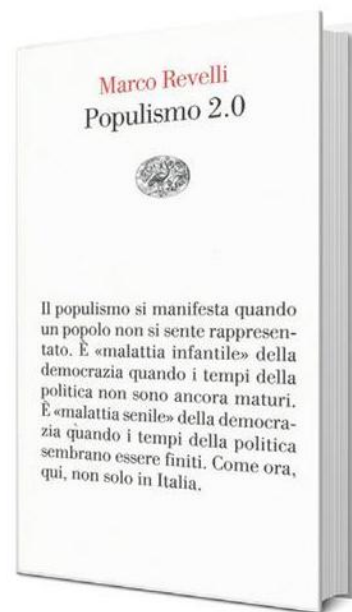 Marco Revelli
Populismo 2.0
Il populismo si manifesta quando
un popolo non si sente rappresen-
tato. È «malattia infantile» della
democrazia quando i tempi della
politica non sono ancora maturi.
È «malattia senile» della democra-
zia quando i tempi della politica
sembrano essere finiti. Come ora,
qui, non solo in Italia.